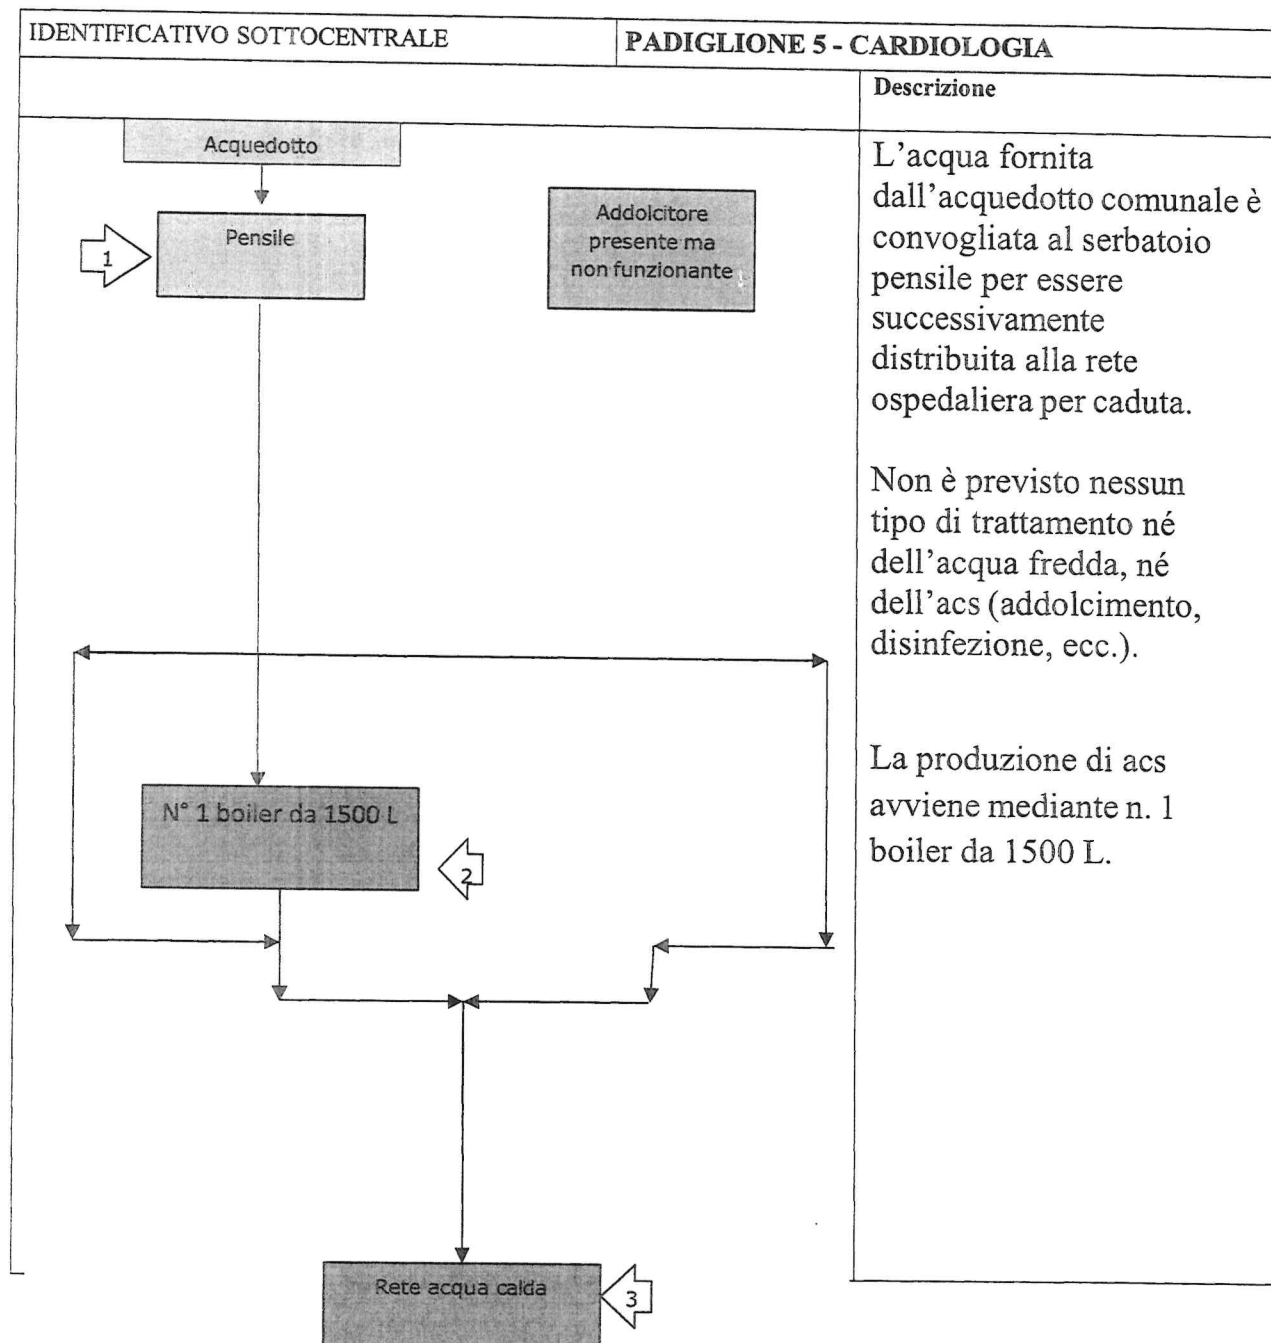 IDENTIFICATIVO SOTTOCENTRALE
PADIGLIONE 5 - CARDIOLOGIA
Descrizione
Acquedotto
Pensile
1
Addolcitore
presente ma
non funzionante
N° 1 boiler da 1500 L
2
Rete acqua calda
3
L'acqua fornita
dall'acquedotto comunale è
convogliata al serbatoio
pensile per essere
successivamente
distribuita alla rete
ospedaliera per caduta.
Non è previsto nessun
tipo di trattamento né
dell'acqua fredda, né
dell'acs (addolcimento,
disinfezione, ecc.).
La produzione di acs
avviene mediante n. 1
boiler da 1500 L.